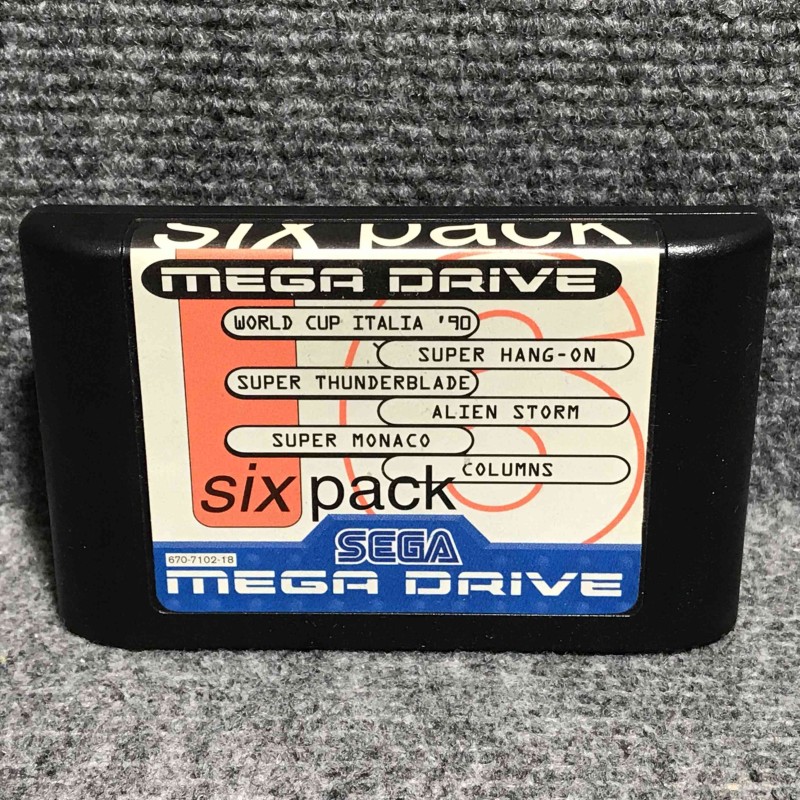 six pack
MEGA DRIVE
WORLD CUP ITALIA '90
SUPER HANG-ON
SUPER THUNDERBLADE
ALIEN STORM
SUPER MONACO
COLUMNS
six pack
SEGA
670-7102-18
MEGA DRIVE
6